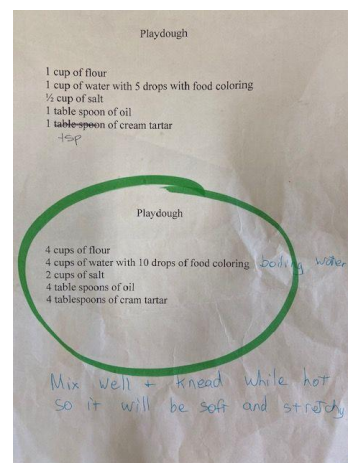 Playdough
1 cup of flour
1 cup of water with 5 drops with food coloring
½ cup of salt
1 table spoon of oil
1 table spoon of cream tartar
tsp
Playdough
4 cups of flour
4 cups of water with 10 drops of food coloring boiling water
2 cups of salt
4 table spoons of oil
4 tablespoons of cram tartar
Mix well + knead while hot
so it will be soft and stretchy